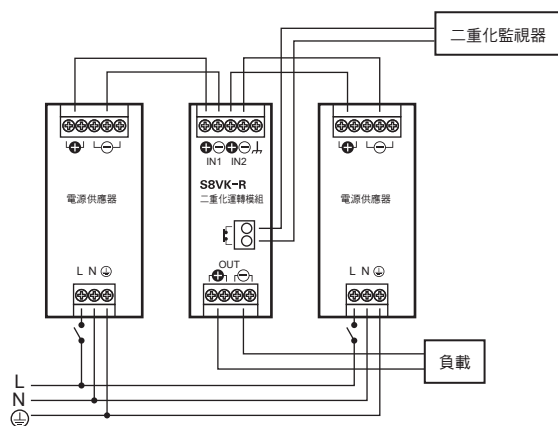 二重化監視器
⊕ ⊖
⊕⊖⊕⊖
IN1 IN2
⊕ ⊖
S8VK-R
二重化運轉模組
電源供應器
電源供應器
OUT
⊕ ⊖
L N
L N
負載
L
N